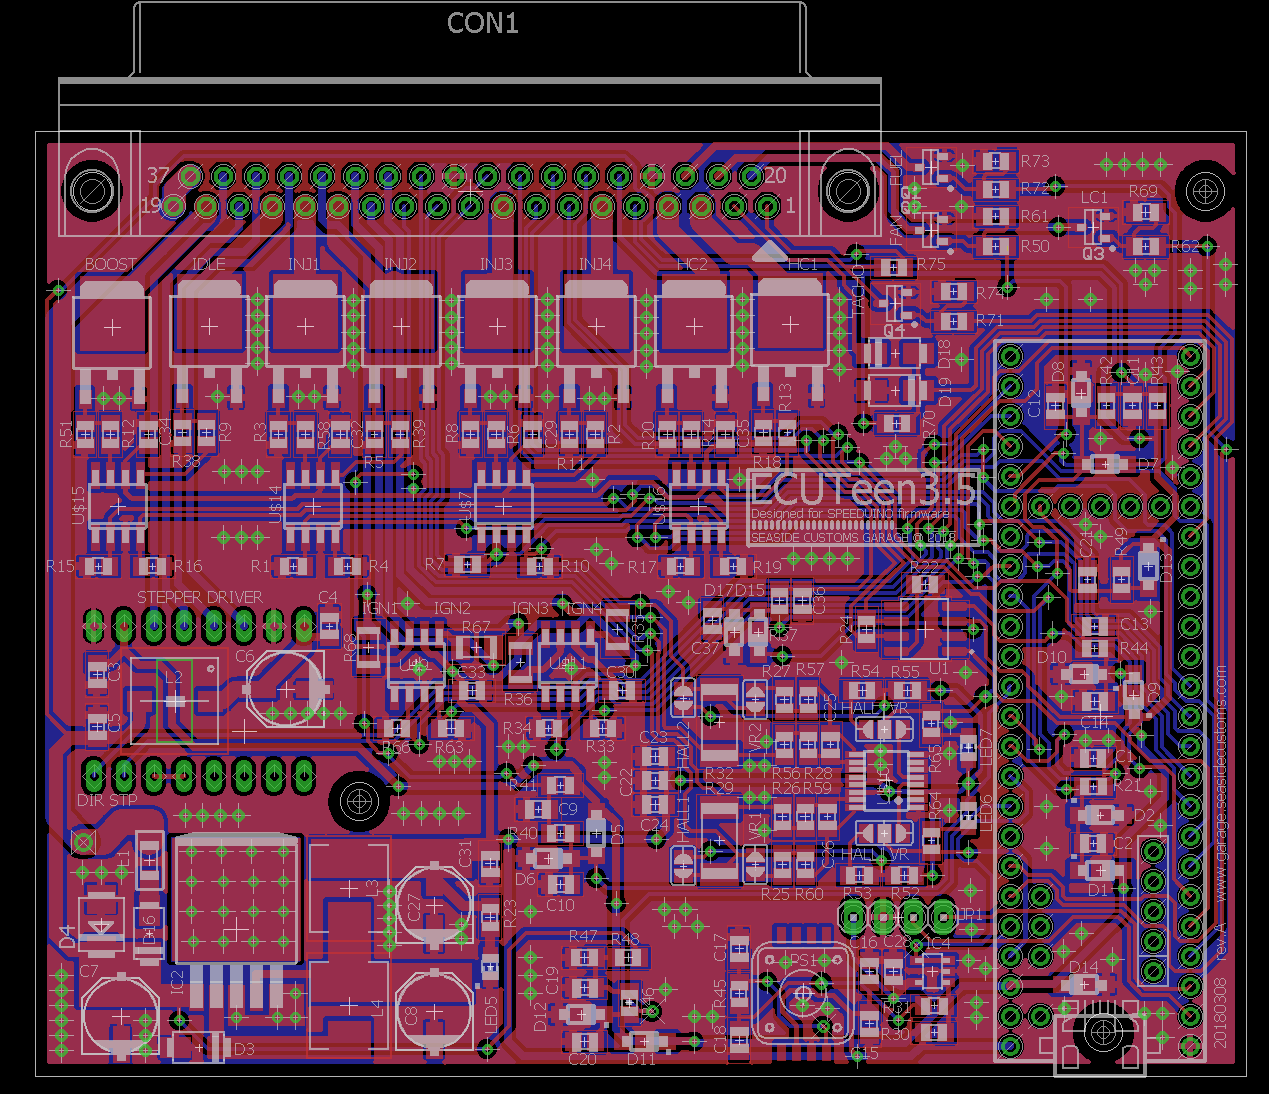 CON1
37
20
19
1
FUEL
Q2
FAN
R73
R72
R61
R50
LC1
Q3
R69
R62
BOOST
IDLE
INJ1
INJ2
INJ3
INJ4
HC2
HC1
TACHO
R75
Q4
R74
R71
D18
D19
R70
R51
R12
C34
R38
R9
R3
R58
C32
R5
R39
R8
R6
C29
R11
R2
R20
R14
C35
R13
R18
U$15
U$14
U$7
U$16
ECUTeen3.5
Designed for SPEEDUINO firmware
SEASIDE CUSTOMS GARAGE @ 2018
C12
D8
R42
C11
R43
D7
R15
R16
R1
R4
R7
R10
R17
R19
R22
C21
R49
D13
STEPPER DRIVER
C4
IGN1
IGN2
IGN3
IGN4
R35
D17
D15
C36
C37
R37
R24
U1
C13
R44
D10
D9
C14
R68
R67
C33
R36
U$11
C30
C3
C5
L2
C6
R66
R63
R34
R33
HALL2
VR2
R27
R57
C25
R54
R55
HALL
VR
R65
LED7
R32
R56
R28
C23
C22
C24
R29
R26
R59
R64
LED6
HALL1
VR1
R25
R60
C26
HALL
VR
R53
R52
C1
R21
D2
C2
D1
DIR STP
R41
C9
R40
D5
D6
C10
L1
D4
D16
C7
IC2
L3
L4
C27
C8
C31
R23
LED5
D3
R47
R48
C19
R46
D12
C20
D11
C17
R45
C18
PS1
C16
C28
IC4
JP1
R31
R30
C15
D14
www.garage.seasidecustoms.com
rev.A
20180308